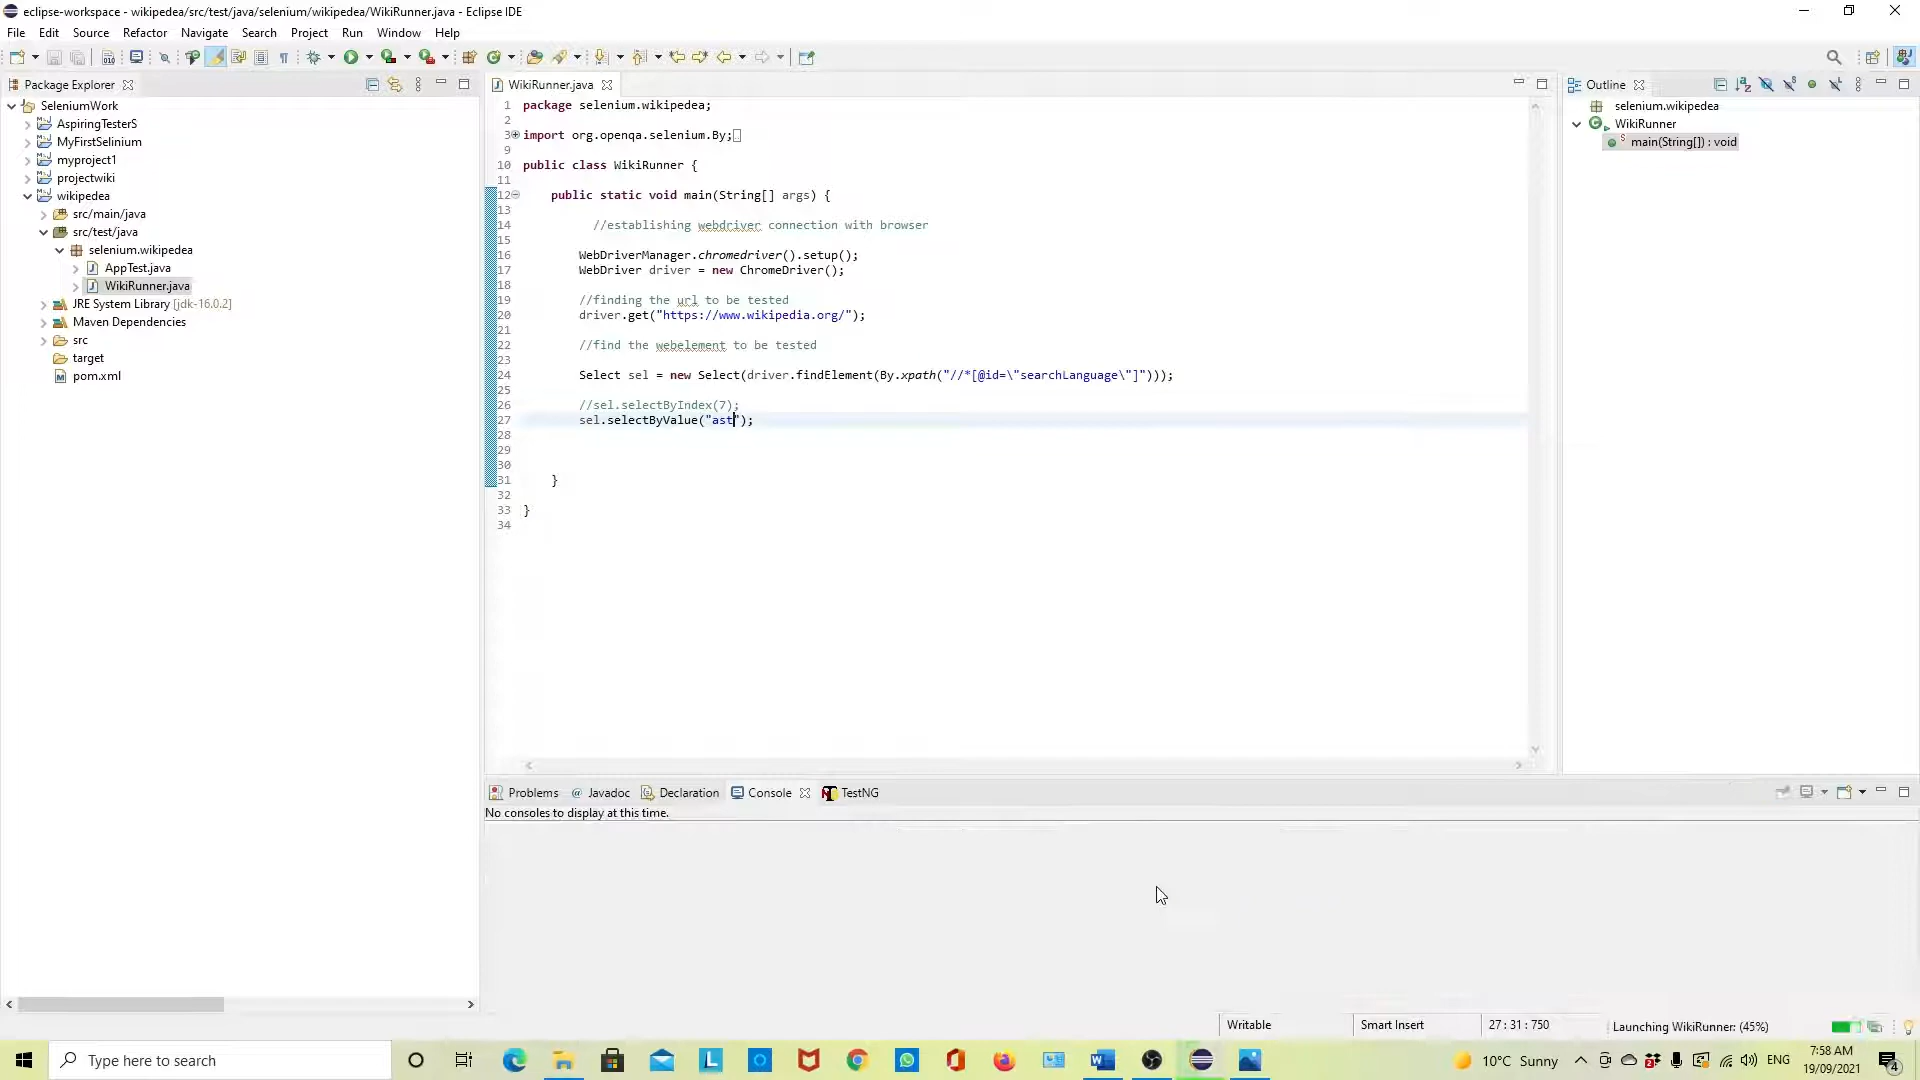 eclipse-workspace - wikipedea/src/test/java/selenium/wikipedea/WikiRunner.java - Eclipse IDE
File Edit Source Refactor Navigate Search Project Run Window Help
Package Explorer
SeleniumWork
AspiringTesterS
MyFirstSelinium
myproject1
projectwiki
wikipedea
src/main/java
src/test/java
selenium.wikipedea
AppTest.java
WikiRunner.java
JRE System Library [jdk-16.0.2]
Maven Dependencies
src
target
pom.xml
WikiRunner.java
1 package selenium.wikipedea;
2
3 import org.openqa.selenium.By;
9
10 public class WikiRunner {
11
12 public static void main(String[] args) {
13
14 //establishing webdriver connection with browser
15
16 WebDriverManager.chromedriver().setup();
17 WebDriver driver = new ChromeDriver();
18
19 //finding the url to be tested
20 driver.get("https://www.wikipedia.org/");
21
22 //find the webelement to be tested
23
24 Select sel = new Select(driver.findElement(By.xpath("//*[@id=\"searchLanguage\"]")));
25
26 //sel.selectByIndex(7);
27 sel.selectByValue("ast");
28
29
30
31 }
32
33 }
34
Outline
selenium.wikipedea
WikiRunner
main(String[]) : void
Problems @ Javadoc Declaration Console TestNG
No consoles to display at this time.
Writable Smart Insert 27 : 31 : 750 Launching WikiRunner: (45%)
Type here to search
10°C Sunny ENG 7:58 AM
19/09/2021
4